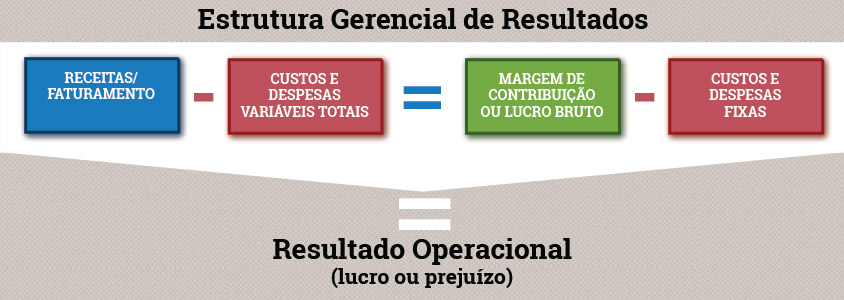 Estrutura Gerencial de Resultados
RECEITAS/
FATURAMENTO
-
CUSTOS E
DESPESAS
VARIÁVEIS TOTAIS
=
MARGEM DE
CONTRIBUIÇÃO
OU LUCRO BRUTO
-
CUSTOS E
DESPESAS
FIXAS
=
Resultado Operacional
(lucro ou prejuízo)